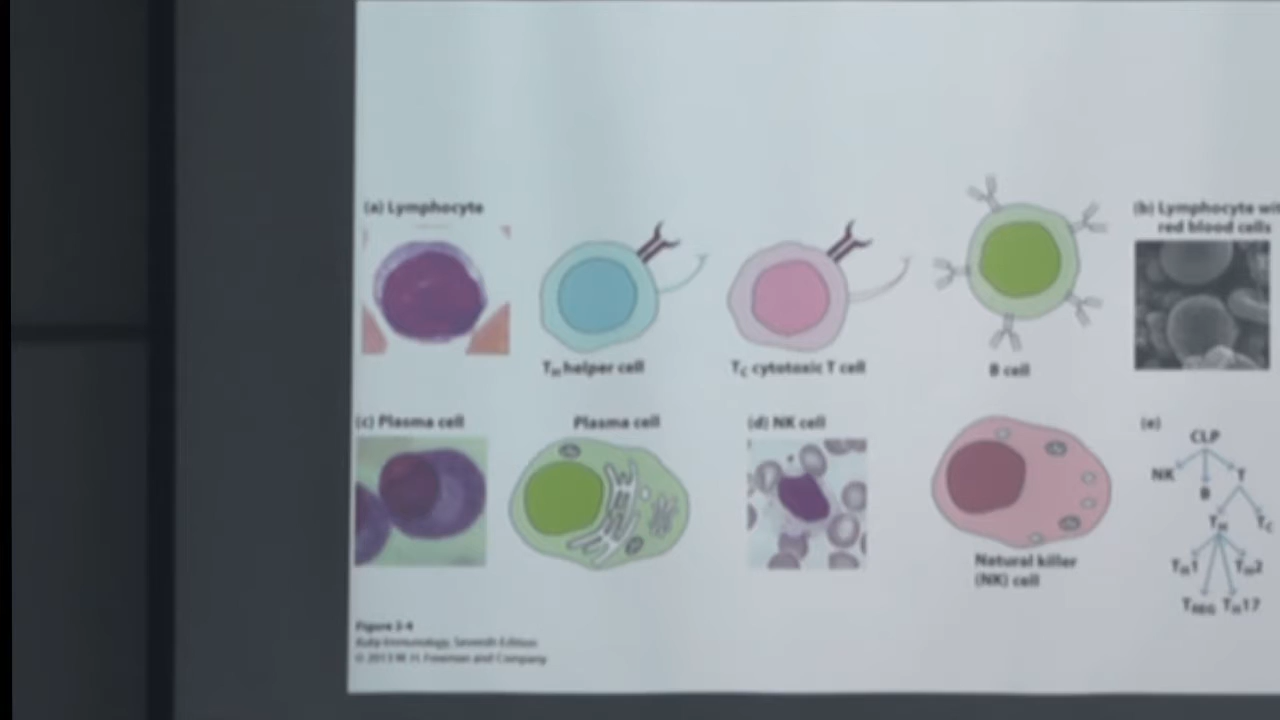 (a) Lymphocyte
TH helper cell
TC cytotoxic T cell
B cell
(b) Lymphocyte wi
red blood cells
(c) Plasma cell
Plasma cell
(d) NK cell
Natural killer
(NK) cell
(e)
CLP
NK
B
T
TH
TC
TH1
TH2
TREG
TH17
Figure 2-4
Kuby Immunology, Seventh Edition
© 2013 W. H. Freeman and Company